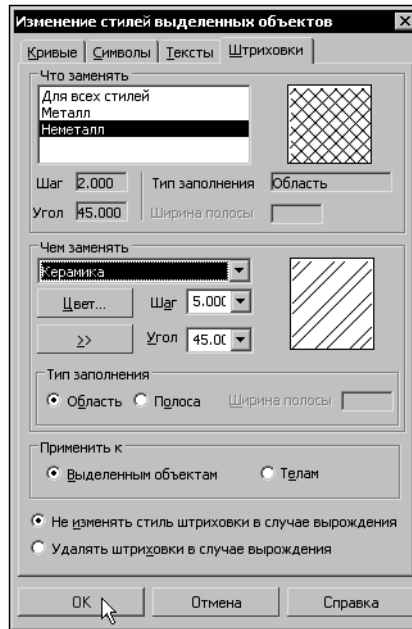 Изменение стилей выделенных объектов
Кривые Символы Тексты Штриховки
Что заменять
Для всех стилей
Металл
Неметалл
Шаг 2.000 Тип заполнения Область
Угол 45.000 Ширина полосы
Чем заменять
Керамика
Цвет... Шаг 5.000
>> Угол 45.00
Тип заполнения
Область Полоса Ширина полосы
Применить к
Выделенным объектам Телам
Не изменять стиль штриховки в случае вырождения
Удалять штриховки в случае вырождения
OK Отмена Справка